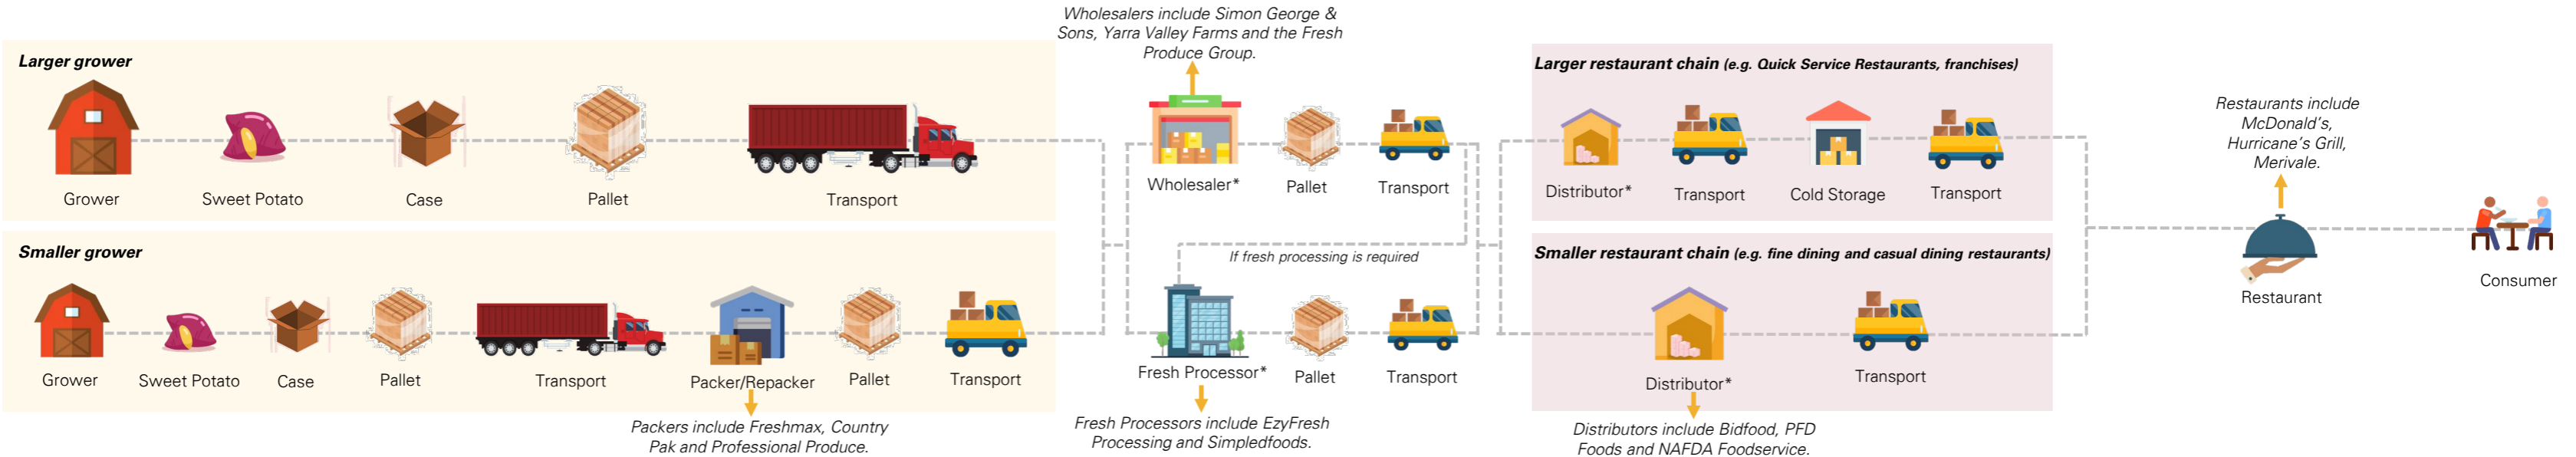 Wholesalers include Simon George &
Sons, Yarra Valley Farms and the Fresh
Produce Group.
Larger grower
Grower
Sweet Potato
Case
Pallet
Transport
Smaller grower
Grower
Sweet Potato
Case
Pallet
Transport
Packer/Repacker
Pallet
Transport
Packers include Freshmax, Country
Pak and Professional Produce.
Wholesaler*
Pallet
Transport
If fresh processing is required
Fresh Processor*
Pallet
Transport
Fresh Processors include EzyFresh
Processing and Simpledfoods.
Larger restaurant chain (e.g. Quick Service Restaurants, franchises)
Distributor*
Transport
Cold Storage
Transport
Smaller restaurant chain (e.g. fine dining and casual dining restaurants)
Distributor*
Transport
Distributors include Bidfood, PFD
Foods and NAFDA Foodservice.
Restaurants include
McDonald's,
Hurricane's Grill,
Merivale.
Restaurant
Consumer